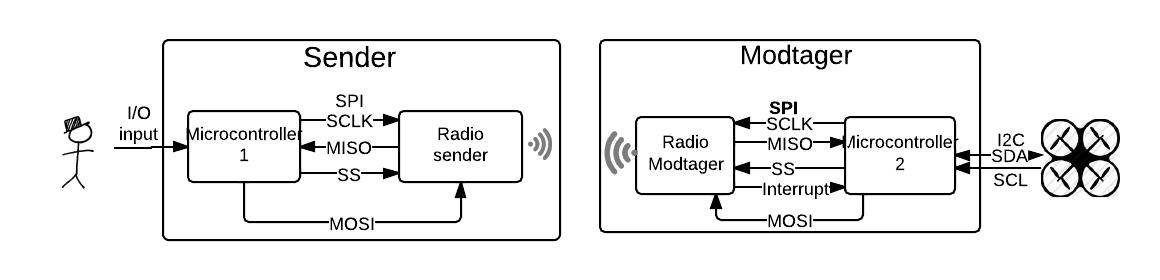 Sender
Modtager
I/O
input
Microcontroller
1
SPI
SCLK
MISO
SS
MOSI
Radio
sender
Radio
Modtager
SPI
SCLK
MISO
SS
Interrupt
MOSI
Microcontroller
2
I2C
SDA
SCL